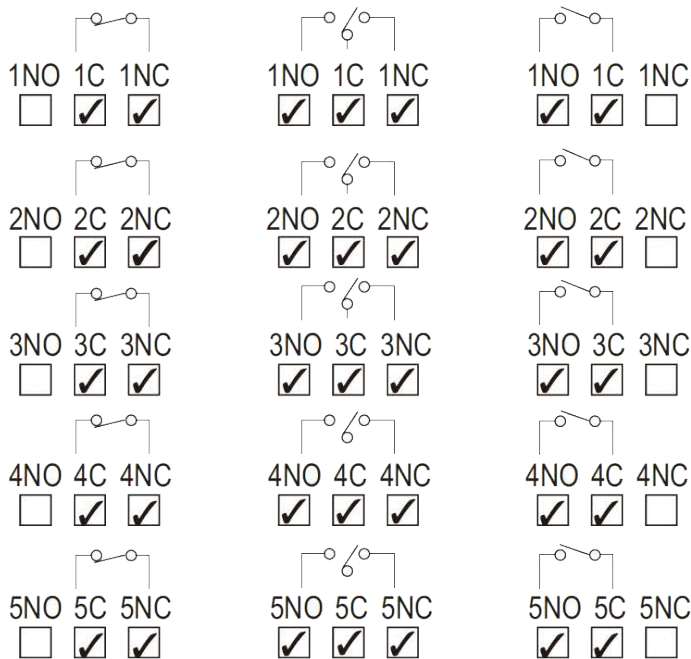 1NO 1C 1NC 1NO 1C 1NC 1NO 1C 1NC
2NO 2C 2NC 2NO 2C 2NC 2NO 2C 2NC
3NO 3C 3NC 3NO 3C 3NC 3NO 3C 3NC
4NO 4C 4NC 4NO 4C 4NC 4NO 4C 4NC
5NO 5C 5NC 5NO 5C 5NC 5NO 5C 5NC